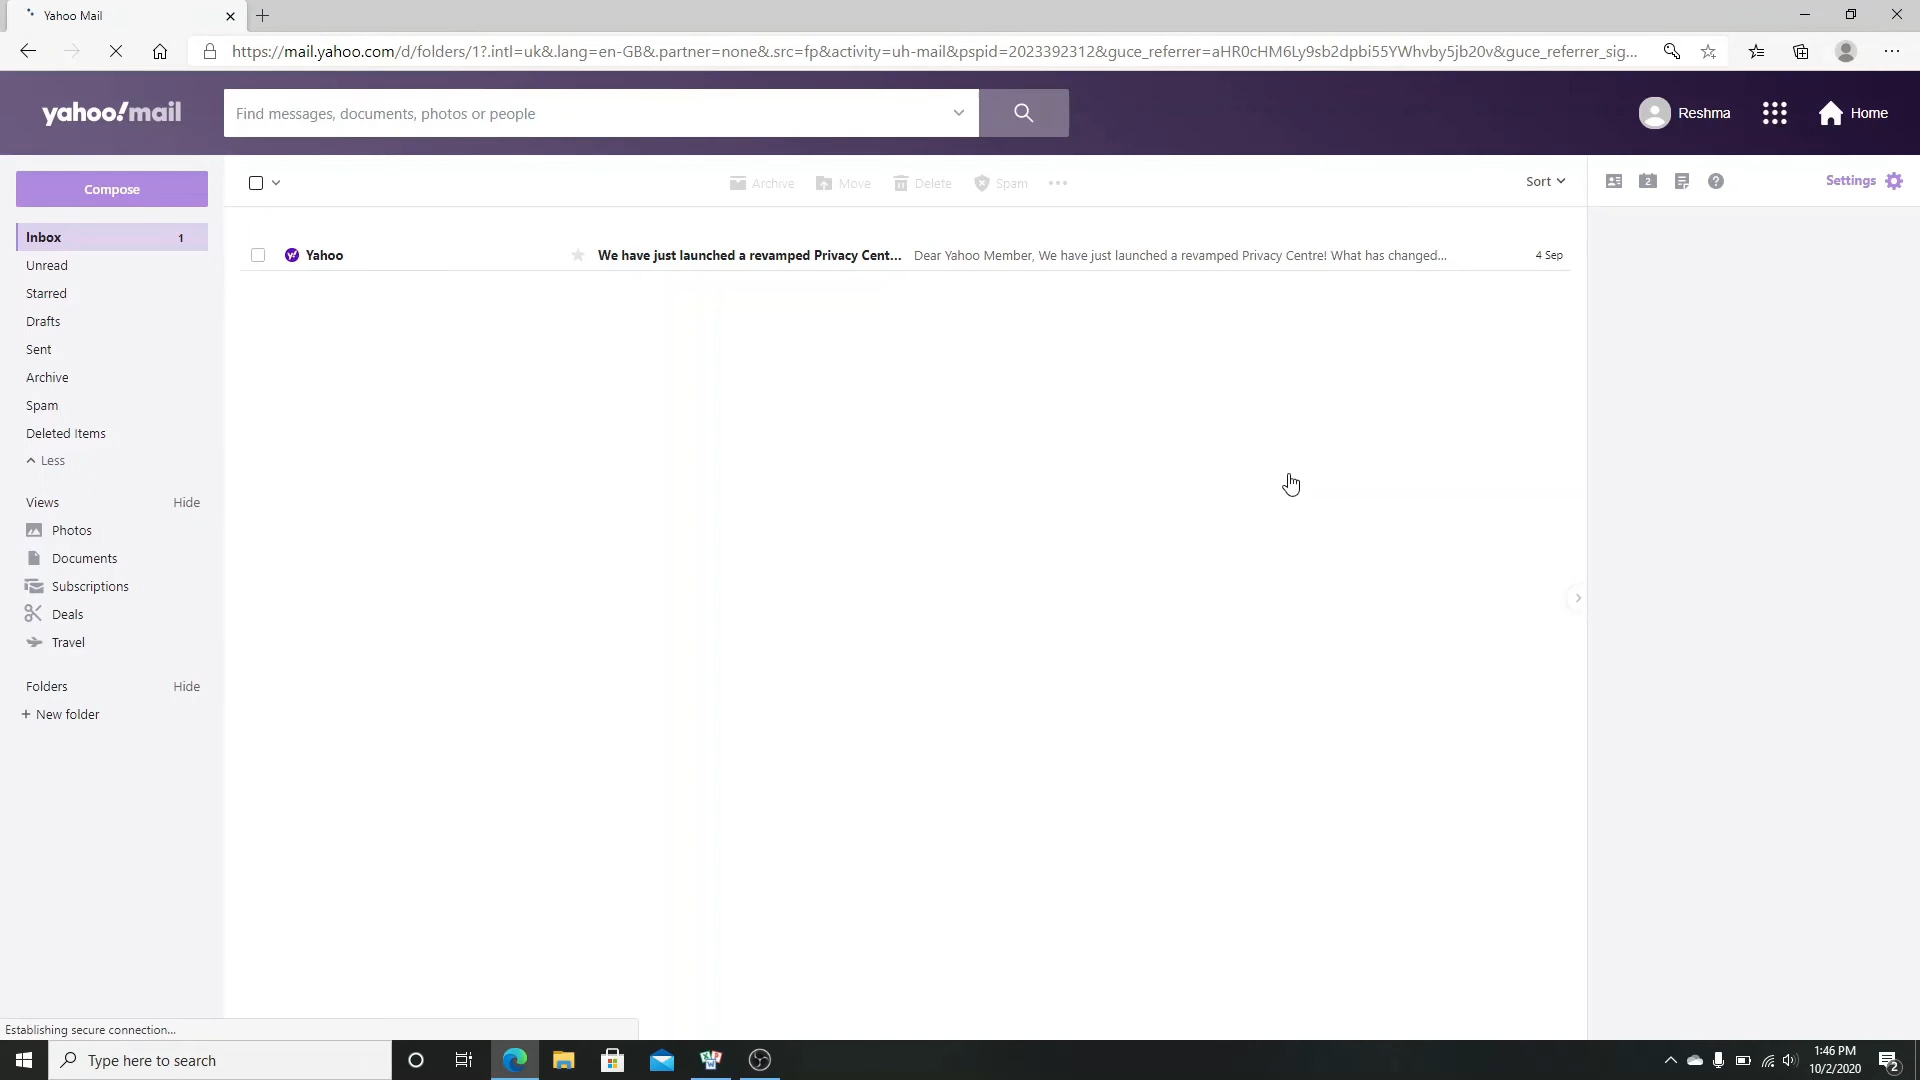 Yahoo Mail
https://mail.yahoo.com/d/folders/1?.intl=uk&.lang=en-GB&.partner=none&.src=fp&activity=uh-mail&pspid=2023392312&guce_referrer=aHR0cHM6Ly9sb2dpbi55YWhvby5jb20v&guce_referrer_sig...
yahoo!mail
Find messages, documents, photos or people
Reshma
Home
Compose
Archive
Move
Delete
Spam
Sort
2
Settings
Inbox 1
Yahoo
We have just launched a revamped Privacy Cent...
Dear Yahoo Member, We have just launched a revamped Privacy Centre! What has changed...
4 Sep
Unread
Starred
Drafts
Sent
Archive
Spam
Deleted Items
Less
Views Hide
Photos
Documents
Subscriptions
Deals
Travel
Folders Hide
+ New folder
Establishing secure connection...
Type here to search
1:46 PM
10/2/2020
2